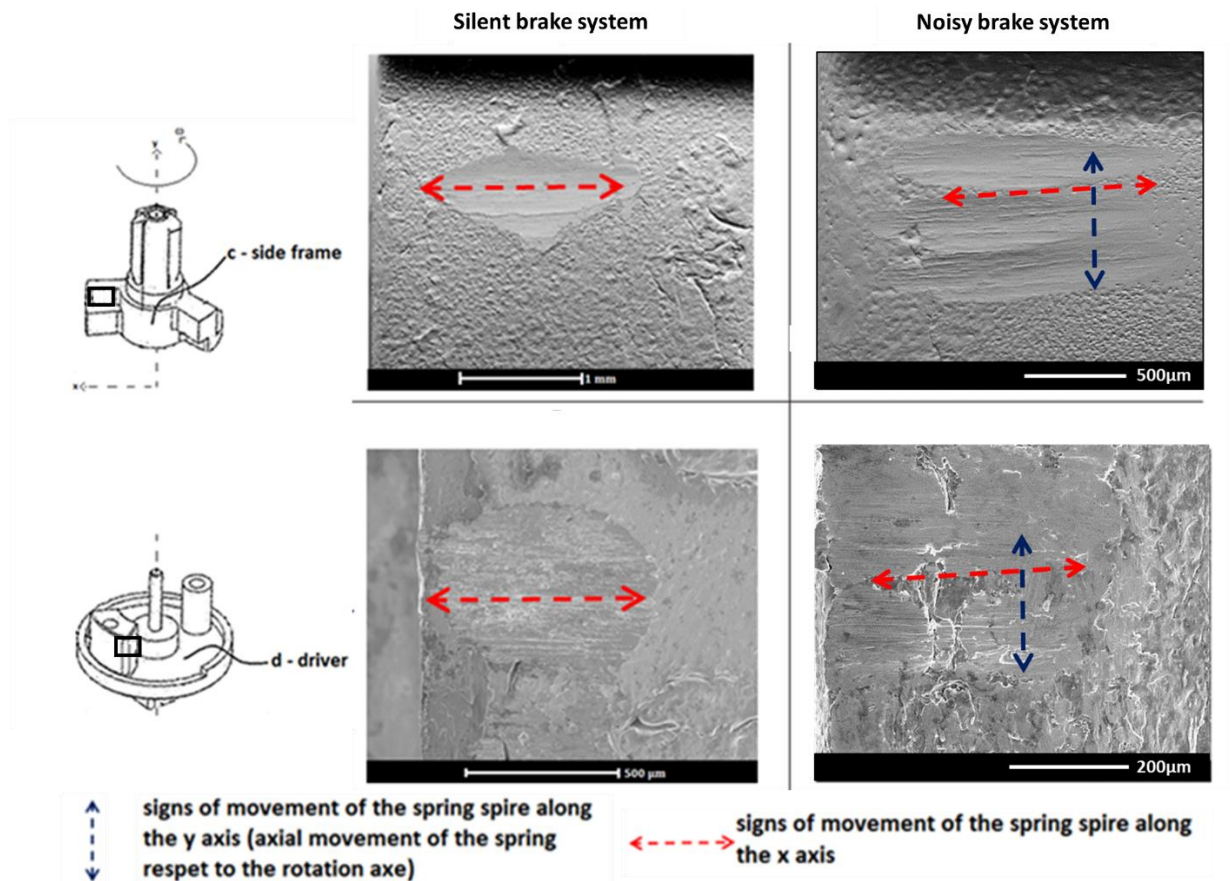 Silent brake system
Noisy brake system
y
c - side frame
x
1 mm
500µm
d - driver
500 µm
200µm
signs of movement of the spring spire along
the y axis (axial movement of the spring
respet to the rotation axe)
signs of movement of the spring spire along
the x axis